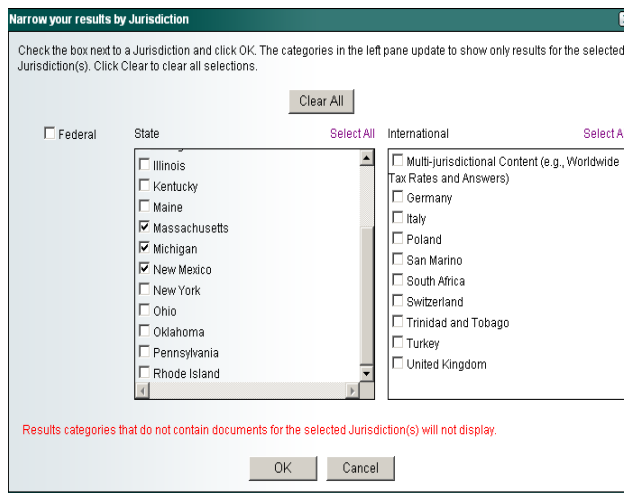 Narrow your results by Jurisdiction
Check the box next to a Jurisdiction and click OK. The categories in the left pane update to show only results for the selected
Jurisdiction(s). Click Clear to clear all selections.
Clear All
Federal
State Select All
Illinois
Kentucky
Maine
Massachusetts
Michigan
New Mexico
New York
Ohio
Oklahoma
Pennsylvania
Rhode Island
International Select A
Multi-jurisdictional Content (e.g., Worldwide
Tax Rates and Answers)
Germany
Italy
Poland
San Marino
South Africa
Switzerland
Trinidad and Tobago
Turkey
United Kingdom
Results categories that do not contain documents for the selected Jurisdiction(s) will not display.
OK Cancel